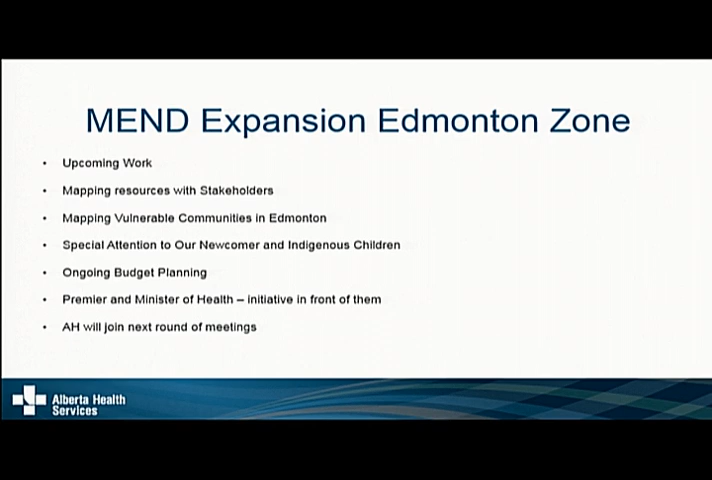 MEND Expansion Edmonton Zone
• Upcoming Work
• Mapping resources with Stakeholders
• Mapping Vulnerable Communities in Edmonton
• Special Attention to Our Newcomer and Indigenous Children
• Ongoing Budget Planning
• Premier and Minister of Health – initiative in front of them
• AH will join next round of meetings
Alberta Health
Services